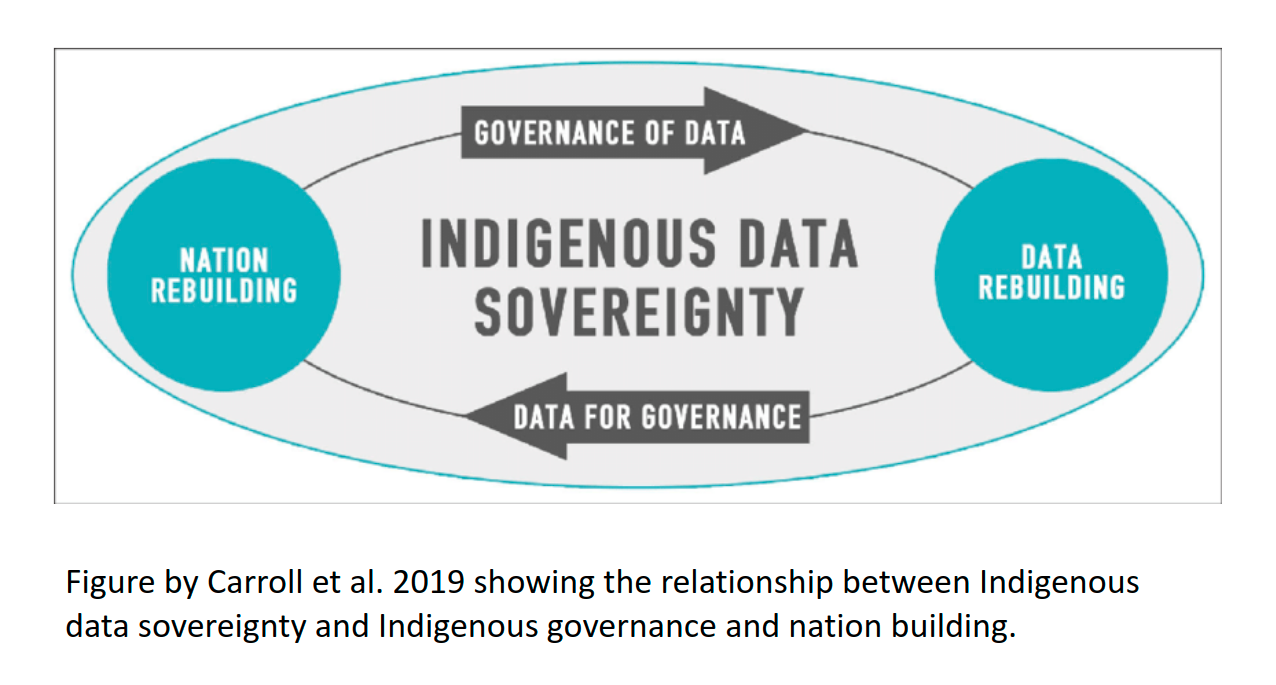 GOVERNANCE OF DATA
NATION
REBUILDING
INDIGENOUS DATA
SOVEREIGNTY
DATA
REBUILDING
DATA FOR GOVERNANCE
Figure by Carroll et al. 2019 showing the relationship between Indigenous
data sovereignty and Indigenous governance and nation building.